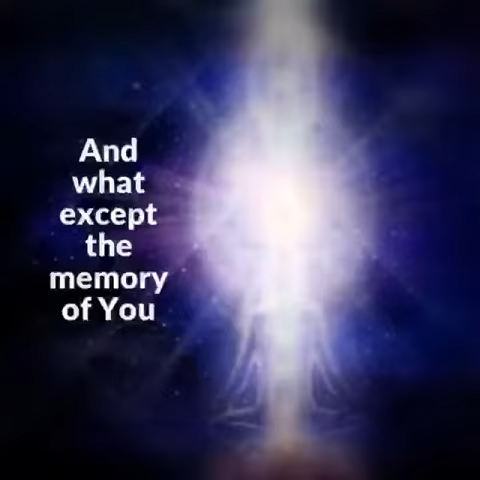 And
what
except
the
memory
of You